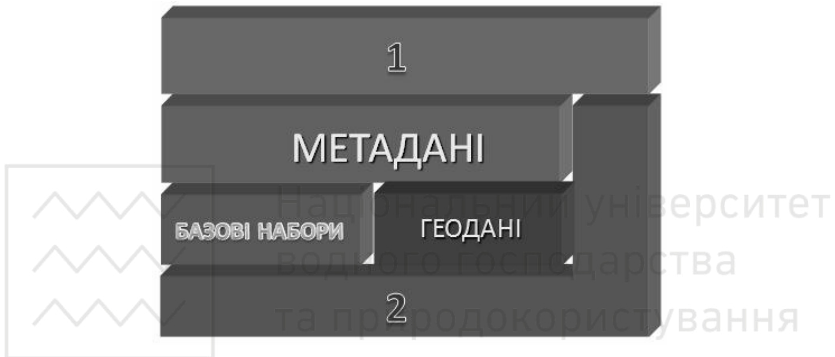 1
МЕТАДАНІ
БАЗОВІ НАБОРИ
ГЕОДАНІ
2
Національний університет
водного господарства
та природокористування